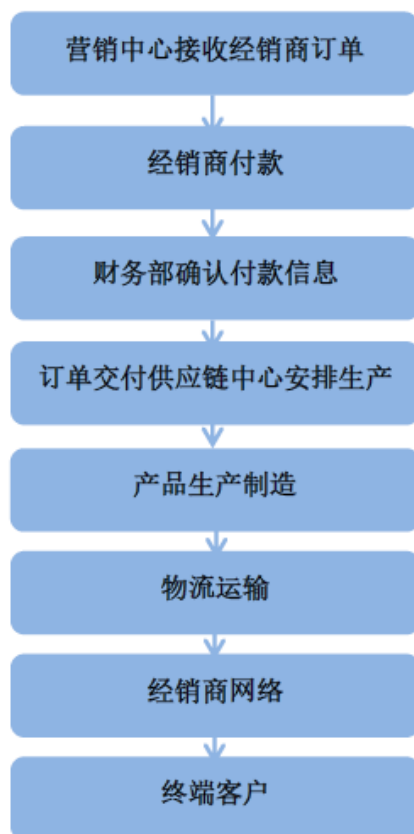 营销中心接收经销商订单
经销商付款
财务部确认付款信息
订单交付供应链中心安排生产
产品生产制造
物流运输
经销商网络
终端客户